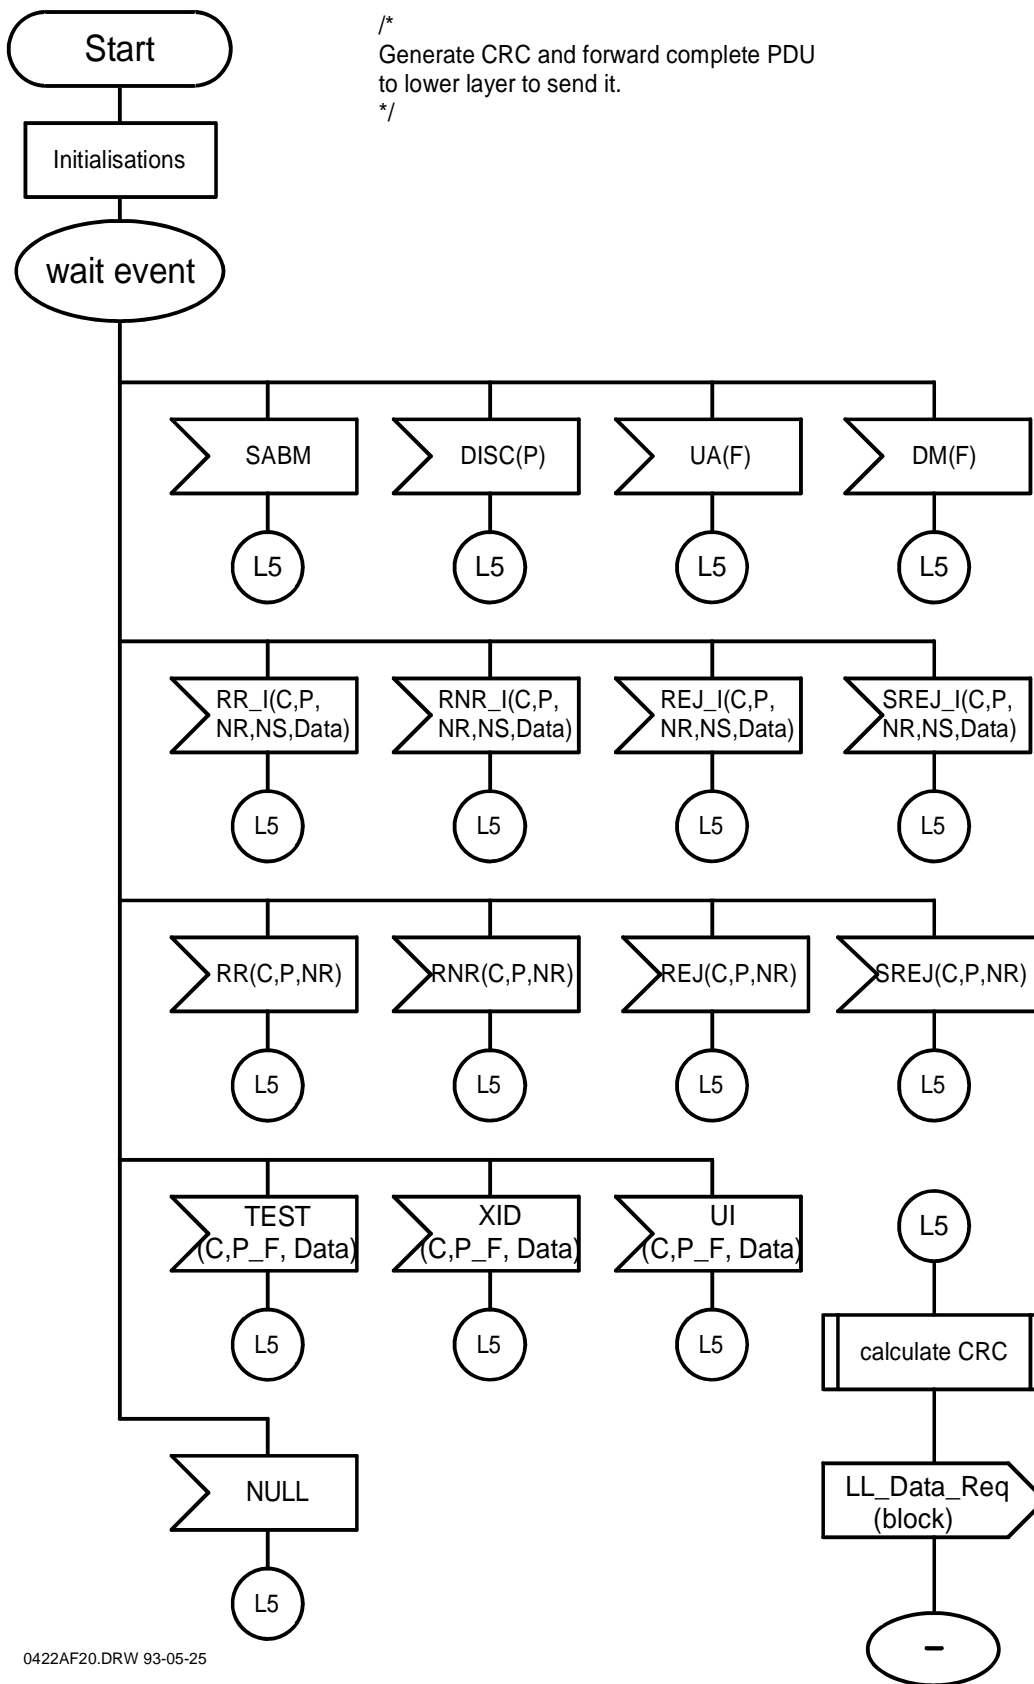 Start
/*
Generate CRC and forward complete PDU
to lower layer to send it.
*/
Initialisations
wait event
SABM
DISC(P)
UA(F)
DM(F)
L5
L5
L5
L5
RR_I(C,P,
NR,NS,Data)
RNR_I(C,P,
NR,NS,Data)
REJ_I(C,P,
NR,NS,Data)
SREJ_I(C,P,
NR,NS,Data)
L5
L5
L5
L5
RR(C,P,NR)
RNR(C,P,NR)
REJ(C,P,NR)
SREJ(C,P,NR)
L5
L5
L5
L5
TEST
(C,P_F, Data)
XID
(C,P_F, Data)
UI
(C,P_F, Data)
L5
L5
L5
L5
calculate CRC
NULL
LL_Data_Req
(block)
L5
–
0422AF20.DRW 93-05-25